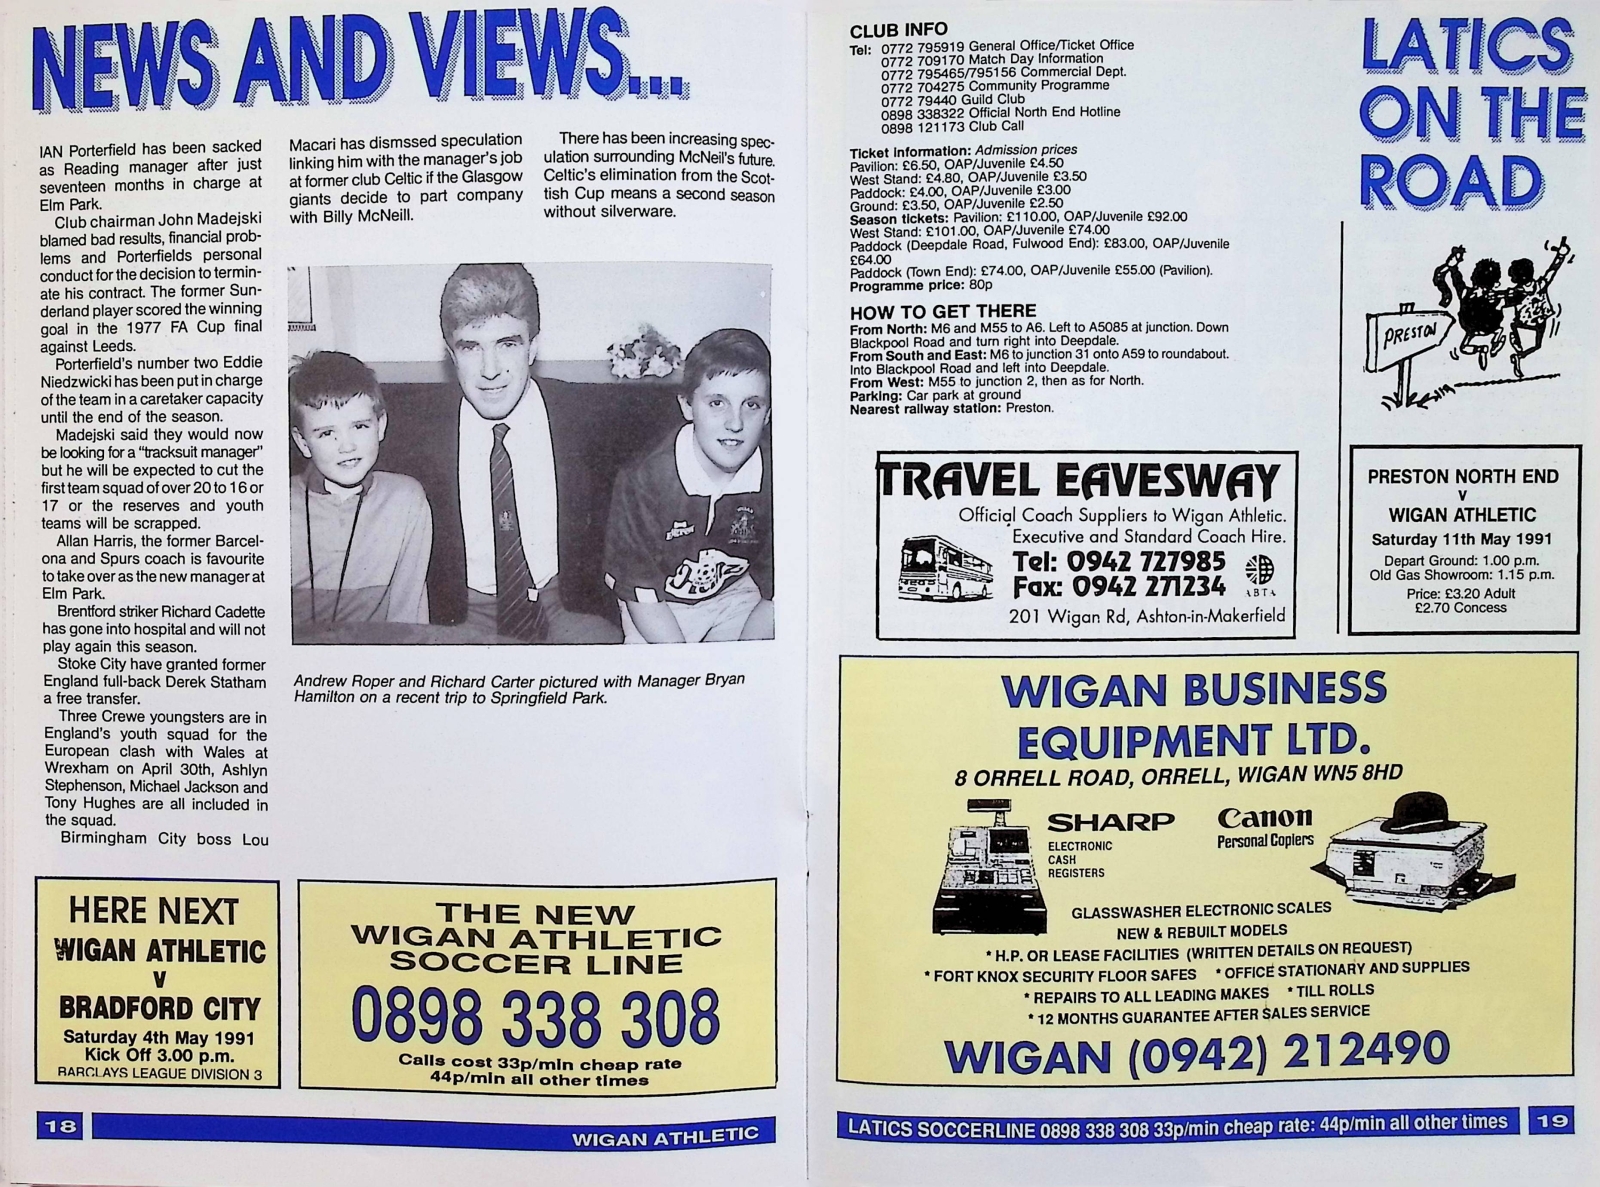 NEWS AND VIEWS...
IAN Porterfield has been sacked
as Reading manager after just
seventeen months in charge at
Elm Park.
Club chairman John Madejski
blamed bad results, financial prob-
lems and Porterfields personal
conduct for the decision to termin-
ate his contract. The former Sun-
derland player scored the winning
goal in the 1977 FA Cup final
against Leeds.
Porterfield's number two Eddie
Niedzwicki has been put in charge
of the team in a caretaker capacity
until the end of the season.
Madejski said they would now
be looking for a "tracksuit manager"
but he will be expected to cut the
first team squad of over 20 to 16 or
17 or the reserves and youth
teams will be scrapped.
Allan Harris, the former Barcel-
ona and Spurs coach is favourite
to take over as the new manager at
Elm Park.
Brentford striker Richard Cadette
has gone into hospital and will not
play again this season.
Stoke City have granted former
England full-back Derek Statham
a free transfer.
Three Crewe youngsters are in
England's youth squad for the
European clash with Wales at
Wrexham on April 30th, Ashlyn
Stephenson, Michael Jackson and
Tony Hughes are all included in
the squad.
Birmingham City boss Lou
Macari has dismssed speculation
linking him with the manager's job
at former club Celtic if the Glasgow
giants decide to part company
with Billy McNeill.
There has been increasing spec-
ulation surrounding McNeil's future.
Celtic's elimination from the Scot-
tish Cup means a second season
without silverware.
Andrew Roper and Richard Carter pictured with Manager Bryan
Hamilton on a recent trip to Springfield Park.
HERE NEXT
WIGAN ATHLETIC
V
BRADFORD CITY
Saturday 4th May 1991
Kick Off 3.00 p.m.
BARCLAYS LEAGUE DIVISION 3
THE NEW
WIGAN ATHLETIC
SOCCER LINE
0898 338 308
Calls cost 33p/min cheap rate
44p/min all other times
18
WIGAN ATHLETIC
CLUB INFO
Tel: 0772 795919 General Office/Ticket Office
0772 709170 Match Day Information
0772 795465/795156 Commercial Dept.
0772 704275 Community Programme
0772 79440 Guild Club
0898 338322 Official North End Hotline
0898 121173 Club Call
Ticket Information: Admission prices
Pavilion: £6.50, OAP/Juvenile £4.50
West Stand: £4.80, OAP/Juvenile £3.50
Paddock: £4.00, OAP/Juvenile £3.00
Ground: £3.50, OAP/Juvenile £2.50
Season tickets: Pavilion: £110.00, OAP/Juvenile £92.00
West Stand: £101.00, OAP/Juvenile £74.00
Paddock (Deepdale Road, Fulwood End): £83.00, OAP/Juvenile
£64.00
Paddock (Town End): £74.00, OAP/Juvenile £55.00 (Pavilion).
Programme price: 80p
HOW TO GET THERE
From North: M6 and M55 to A6. Left to A5085 at junction. Down
Blackpool Road and turn right into Deepdale.
From South and East: M6 to junction 31 onto A59 to roundabout.
Into Blackpool Road and left into Deepdale.
From West: M55 to junction 2, then as for North.
Parking: Car park at ground
Nearest railway station: Preston.
TRAVEL EAVESWAY
Official Coach Suppliers to Wigan Athletic.
Executive and Standard Coach Hire.
Tel: 0942 727985
Fax: 0942 271234
ABTA
201 Wigan Rd, Ashton-in-Makerfield
LATICS
ON THE
ROAD
PRESTON
PRESTON NORTH END
v
WIGAN ATHLETIC
Saturday 11th May 1991
Depart Ground: 1.00 p.m.
Old Gas Showroom: 1.15 p.m.
Price: £3.20 Adult
£2.70 Concess
WIGAN BUSINESS
EQUIPMENT LTD.
8 ORRELL ROAD, ORRELL, WIGAN WN5 8HD
SHARP
ELECTRONIC
CASH
REGISTERS
Canon
Personal Copiers
GLASSWASHER ELECTRONIC SCALES
NEW & REBUILT MODELS
* H.P. OR LEASE FACILITIES (WRITTEN DETAILS ON REQUEST)
* FORT KNOX SECURITY FLOOR SAFES * OFFICE STATIONARY AND SUPPLIES
* REPAIRS TO ALL LEADING MAKES * TILL ROLLS
* 12 MONTHS GUARANTEE AFTER SALES SERVICE
WIGAN (0942) 212490
LATICS SOCCERLINE 0898 338 308 33p/min cheap rate: 44p/min all other times
19